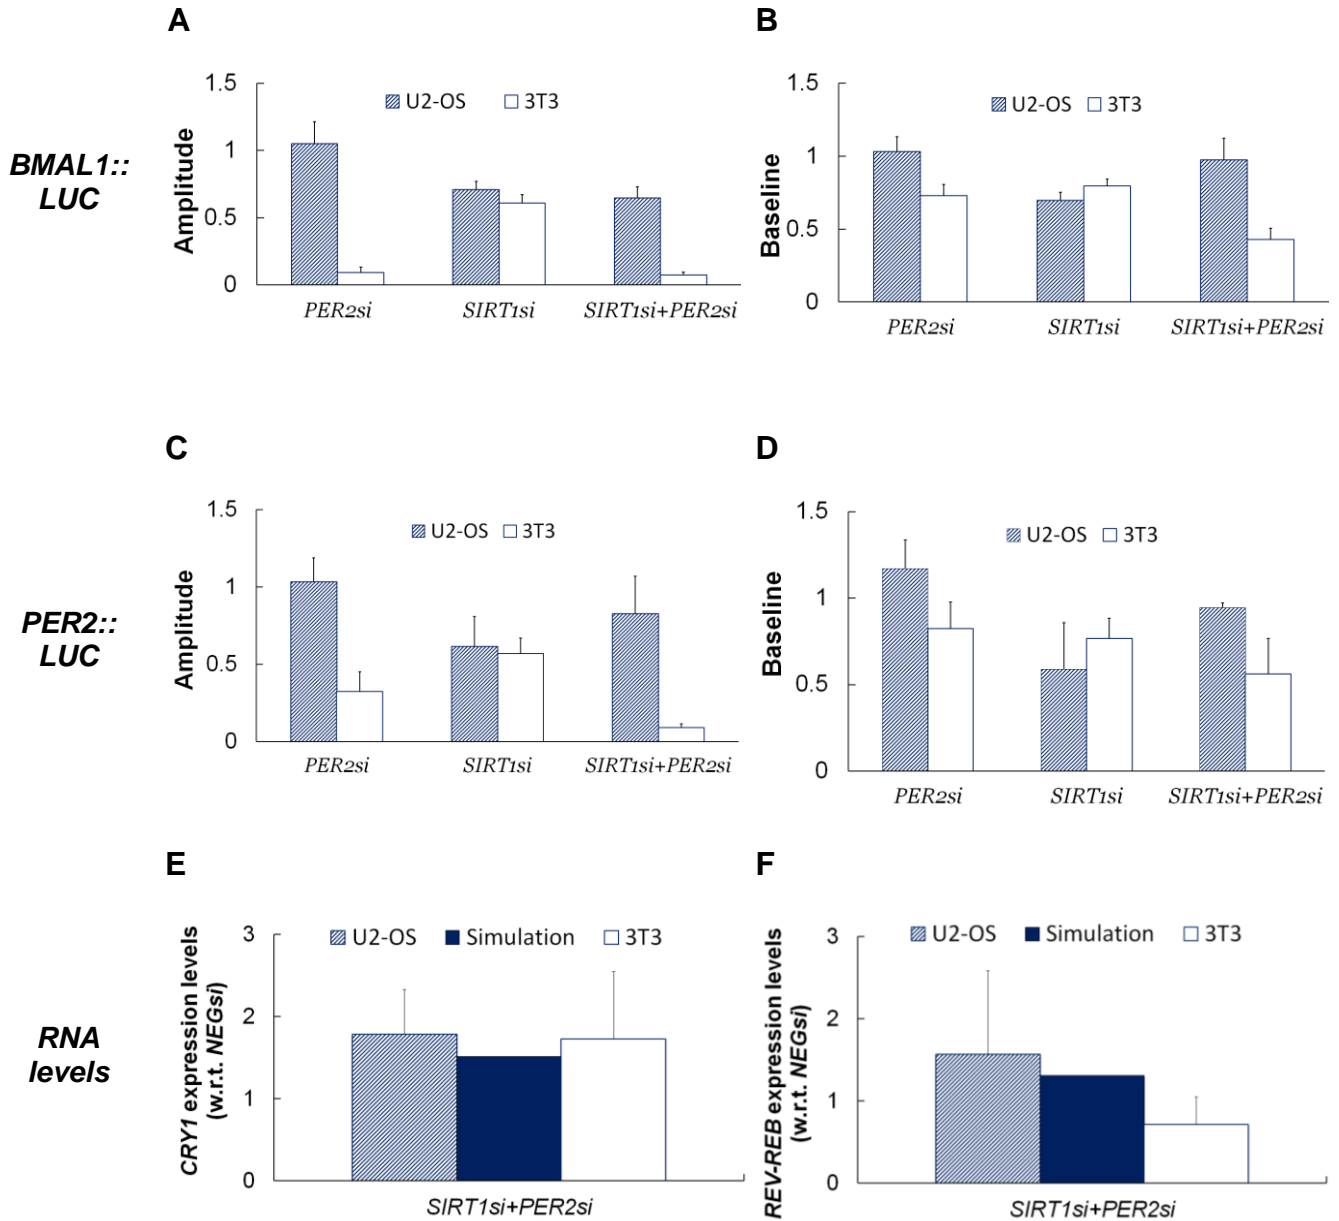 A
B
BMAL1::
LUC
Amplitude
1.5
1
0.5
0
U2-OS
3T3
PER2si
SIRT1si
SIRT1si+PER2si
Baseline
1.5
1
0.5
0
U2-OS
3T3
PER2si
SIRT1si
SIRT1si+PER2si
C
D
PER2::
LUC
Amplitude
1.5
1
0.5
0
U2-OS
3T3
PER2si
SIRT1si
SIRT1si+PER2si
Baseline
1.5
1
0.5
0
U2-OS
3T3
PER2si
SIRT1si
SIRT1si+PER2si
E
F
RNA
levels
CRY1 expression levels
(w.r.t. NEGsi)
3
2
1
0
U2-OS
Simulation
3T3
SIRT1si+PER2si
REV-REB expression levels
(w.r.t. NEGsi)
3
2
1
0
U2-OS
Simulation
3T3
SIRT1si+PER2si